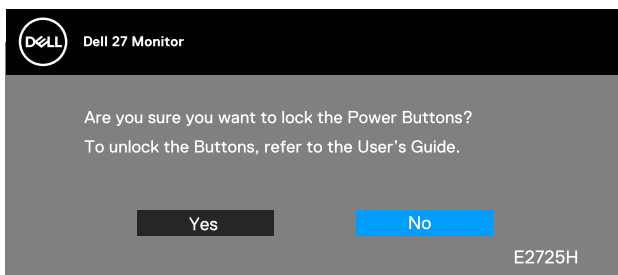 DELL
Dell 27 Monitor
Are you sure you want to lock the Power Buttons?
To unlock the Buttons, refer to the User's Guide.
Yes
No
E2725H